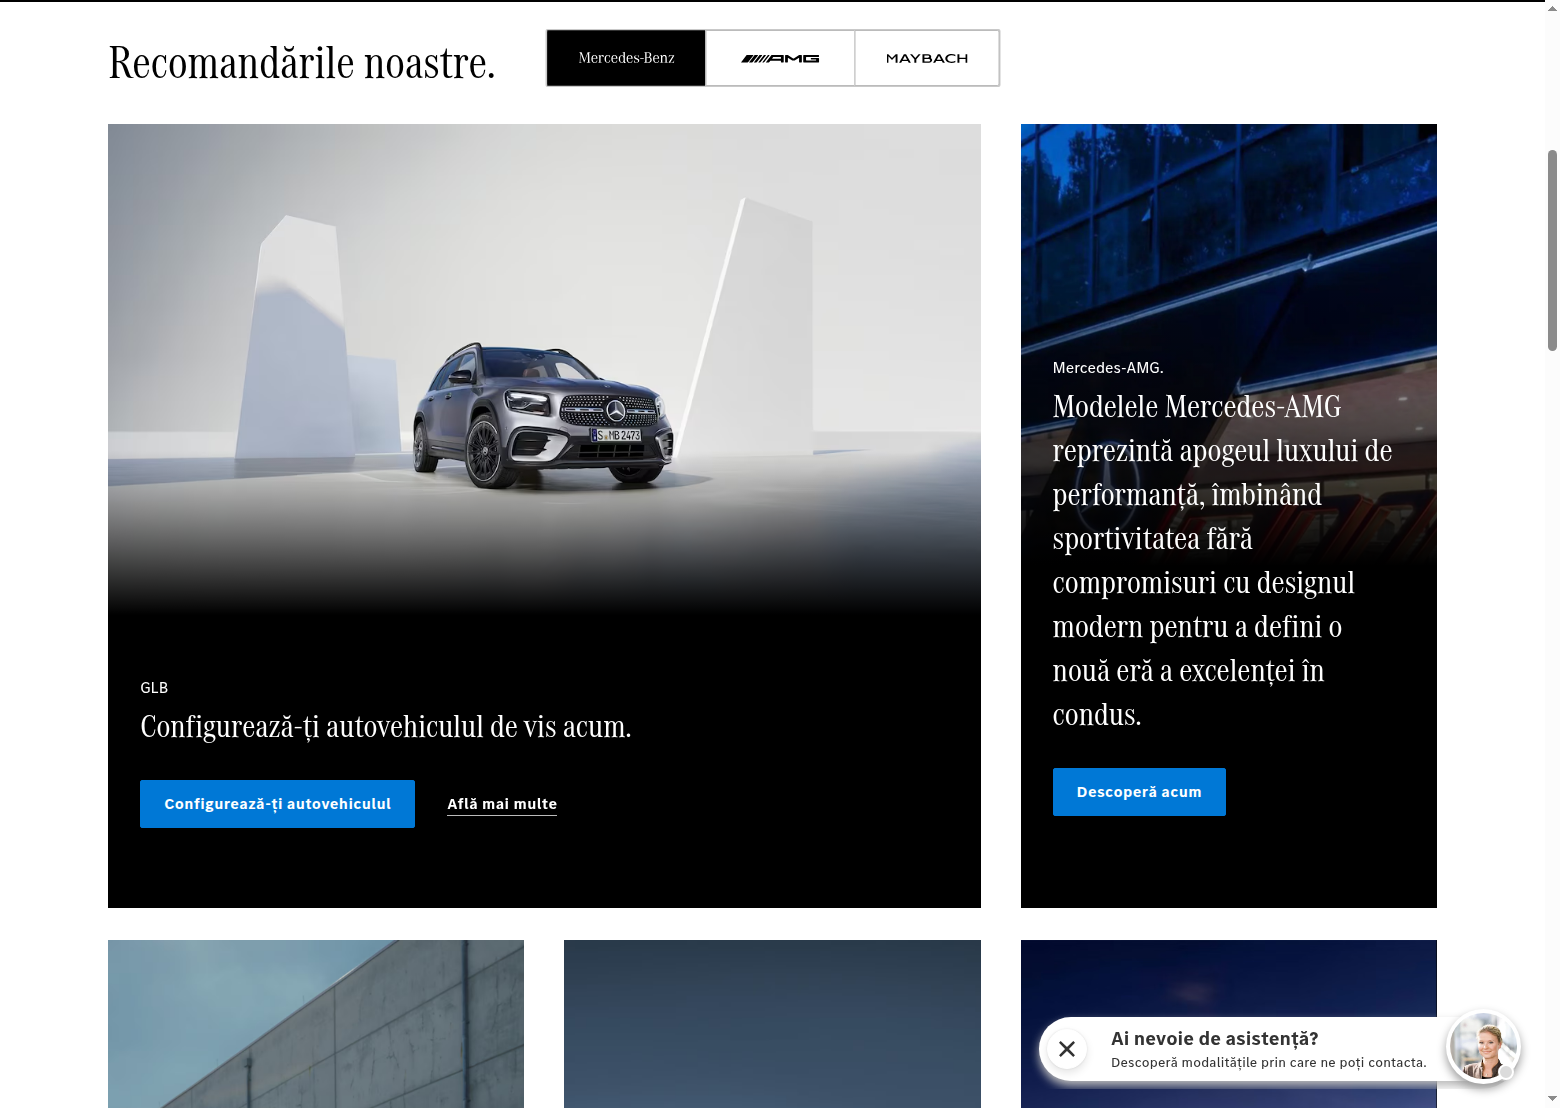 Recomandările noastre.
Mercedes-Benz
AMG
MAYBACH
S MB 2473
GLB
Configurează-ți autovehiculul de vis acum.
Configurează-ți autovehiculul
Află mai multe
Mercedes-AMG.
Modelele Mercedes-AMG
reprezintă apogeul luxului de
performanță, îmbinând
sportivitatea fără
compromisuri cu designul
modern pentru a defini o
nouă eră a excelenței în
condus.
Descoperă acum
Ai nevoie de asistență?
Descoperă modalitățile prin care ne poți contacta.